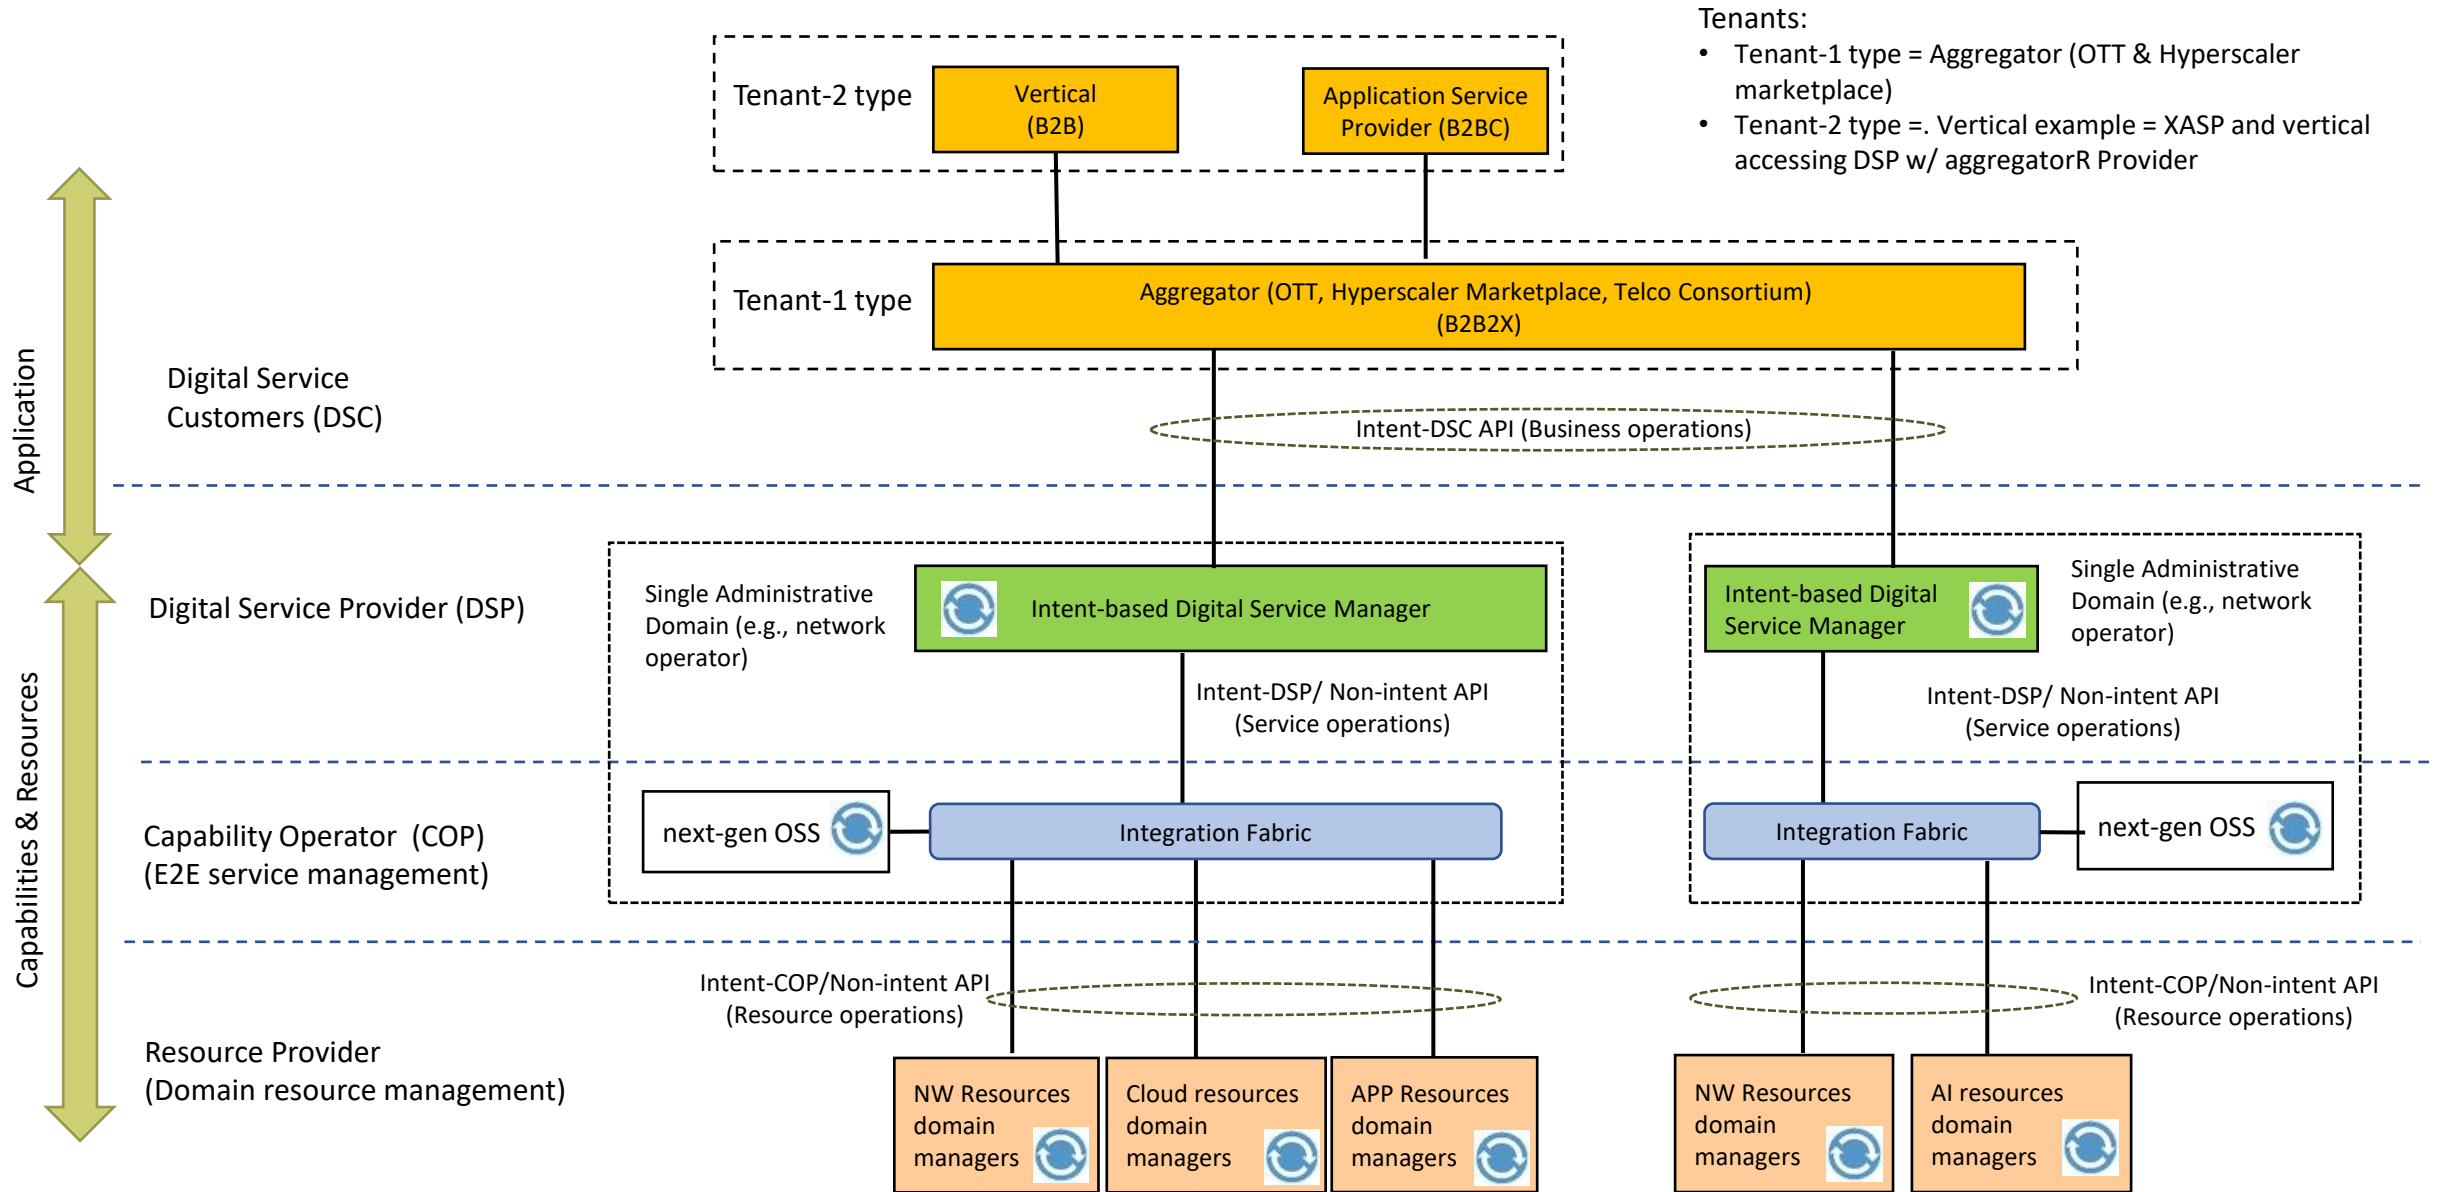 Tenants:
• Tenant-1 type = Aggregator (OTT & Hyperscaler
marketplace)
• Tenant-2 type =. Vertical example = XASP and vertical
accessing DSP w/ aggregatorR Provider
Tenant-2 type
Vertical
(B2B)
Application Service
Provider (B2BC)
Tenant-1 type
Aggregator (OTT, Hyperscaler Marketplace, Telco Consortium)
(B2B2X)
Application
Digital Service
Customers (DSC)
Intent-DSC API (Business operations)
Capabilities & Resources
Digital Service Provider (DSP)
Single Administrative
Domain (e.g., network
operator)
Intent-based Digital Service Manager
Intent-based Digital
Service Manager
Single Administrative
Domain (e.g., network
operator)
Intent-DSP/ Non-intent API
(Service operations)
Intent-DSP/ Non-intent API
(Service operations)
Capability Operator (COP)
(E2E service management)
next-gen OSS
Integration Fabric
Integration Fabric
next-gen OSS
Intent-COP/Non-intent API
(Resource operations)
Intent-COP/Non-intent API
(Resource operations)
Resource Provider
(Domain resource management)
NW Resources
domain
managers
Cloud resources
domain
managers
APP Resources
domain
managers
NW Resources
domain
managers
AI resources
domain
managers